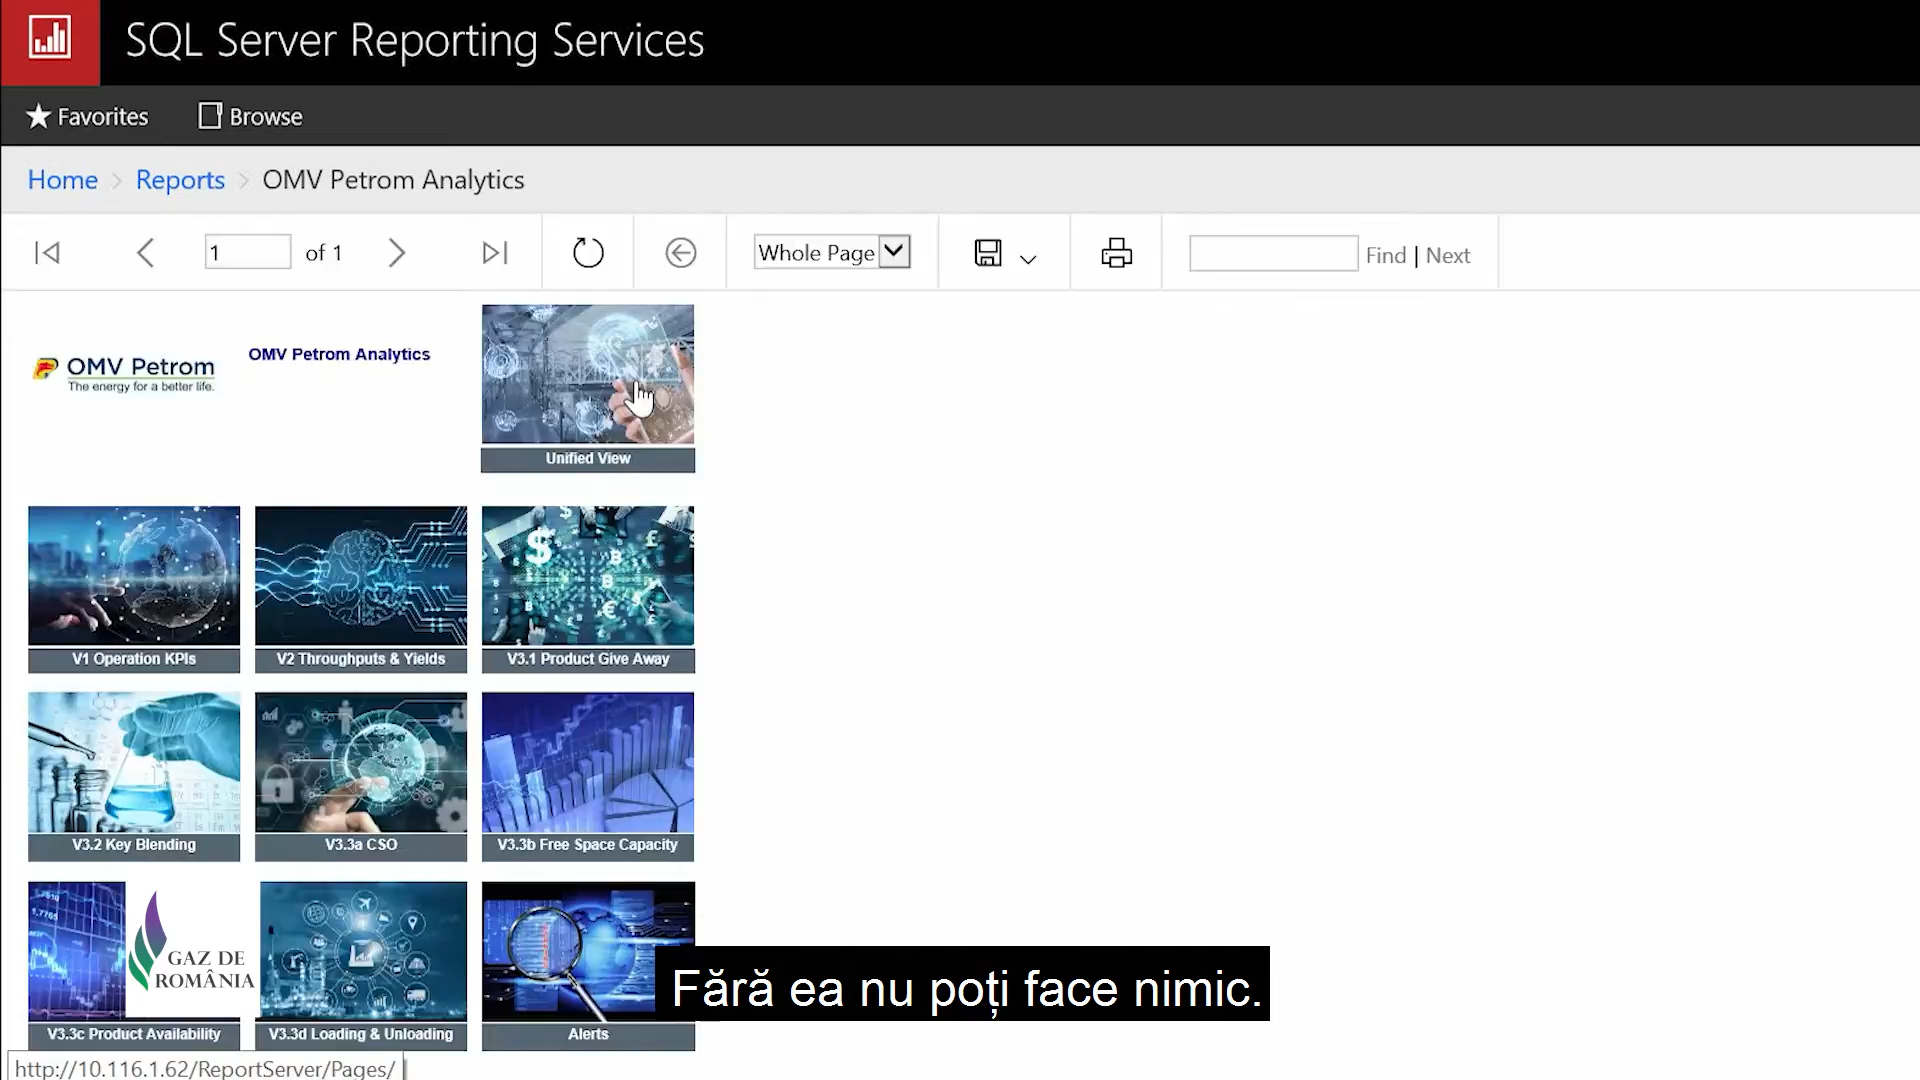 SQL Server Reporting Services
Favorites
Browse
Home > Reports > OMV Petrom Analytics
1 of 1
Whole Page
Find | Next
OMV Petrom
The energy for a better life.
OMV Petrom Analytics
Unified View
V1 Operation KPIs
V2 Throughputs & Yields
V3.1 Product Give Away
V3.2 Key Blending
V3.3a CSO
V3.3b Free Space Capacity
GAZ DE
ROMÂNIA
V3.3c Product Availability
V3.3d Loading & Unloading
Alerts
Fără ea nu poți face nimic.
http://10.116.1.62/ReportServer/Pages/